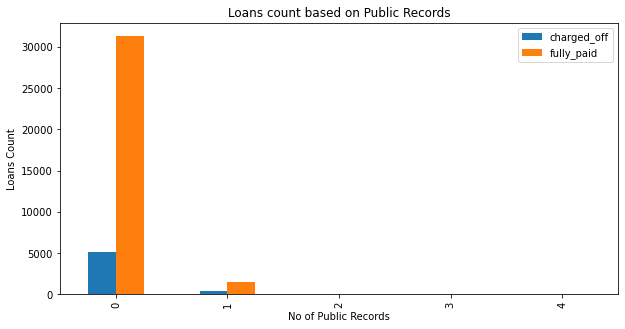 Loans count based on Public Records
charged_off
fully_paid
Loans Count
30000
25000
20000
15000
10000
5000
0
0
1
2
3
4
No of Public Records